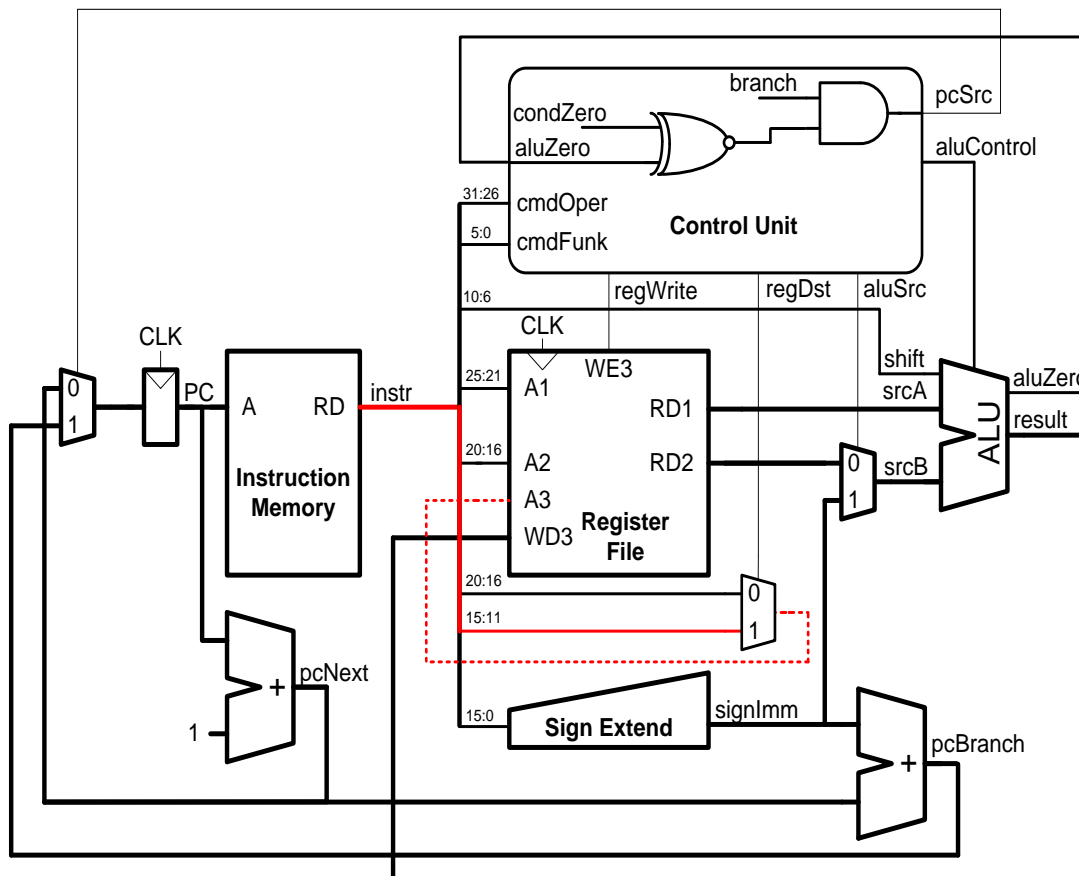 branch
pcSrc
condZero
aluZero
aluControl
31:26
cmdOper
Control Unit
5:0
cmdFunk
10:6
regWrite
regDst
aluSrc
CLK
CLK
shift
WE3
0
1
PC
A
RD
instr
25:21
A1
RD1
srcA
ALU
aluZero
result
Instruction
Memory
20:16
A2
RD2
0
1
srcB
A3
WD3
Register
File
20:16
0
15:11
1
pcNext
+
1
15:0
Sign Extend
signImm
+
pcBranch